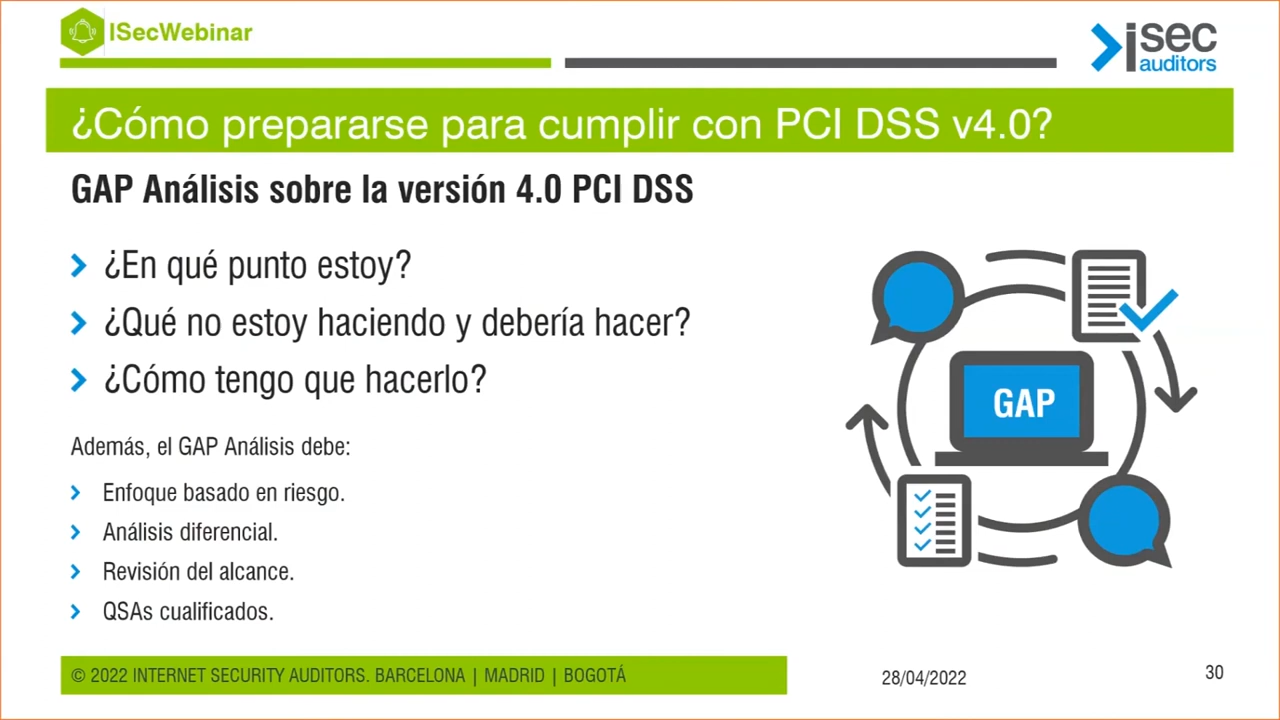 ISecWebinar
isec
auditors
¿Cómo prepararse para cumplir con PCI DSS v4.0?
GAP Análisis sobre la versión 4.0 PCI DSS
¿En qué punto estoy?
¿Qué no estoy haciendo y debería hacer?
¿Cómo tengo que hacerlo?
GAP
Además, el GAP Análisis debe:
Enfoque basado en riesgo.
Análisis diferencial.
Revisión del alcance.
QSAs cualificados.
© 2022 INTERNET SECURITY AUDITORS. BARCELONA | MADRID | BOGOTÁ
28/04/2022
30